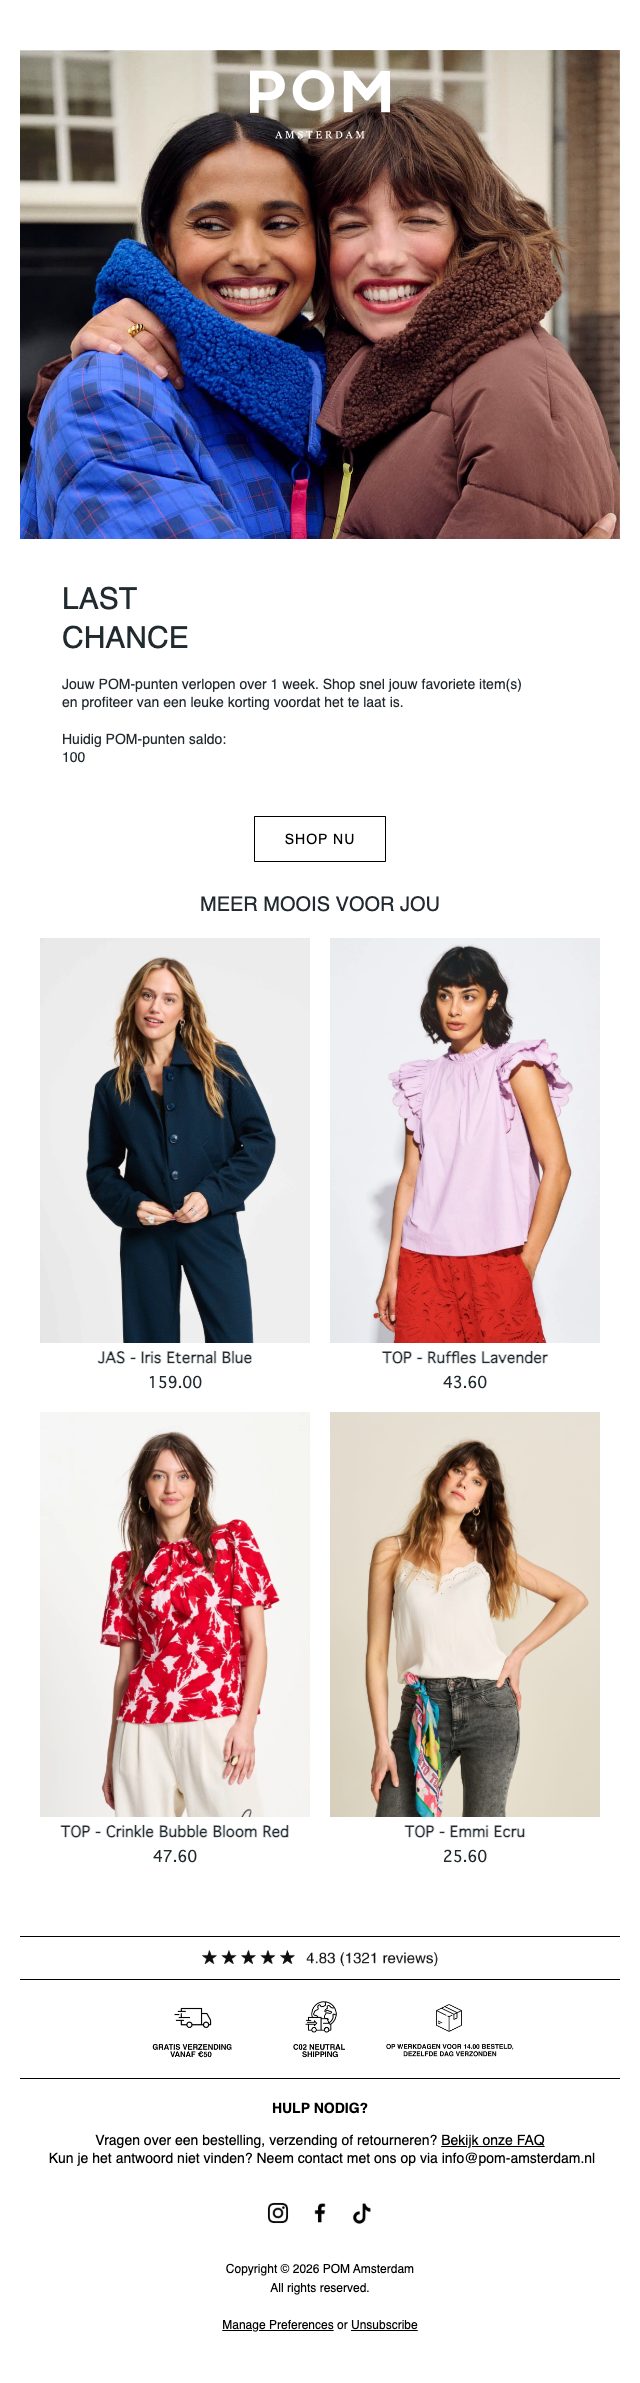 POM
AMSTERDAM
LAST
CHANCE
Jouw POM-punten verlopen over 1 week. Shop snel jouw favoriete item(s)
en profiteer van een leuke korting voordat het te laat is.
Huidig POM-punten saldo:
100
SHOP NU
MEER MOOIS VOOR JOU
JAS - Iris Eternal Blue
159.00
TOP - Ruffles Lavender
43.60
TOP - Crinkle Bubble Bloom Red
47.60
TOP - Emmi Ecru
25.60
★★★★★ 4.83 (1321 reviews)
GRATIS VERZENDING
VANAF €50
C02 NEUTRAL
SHIPPING
OP WERKDAGEN VOOR 14.00 BESTELD,
DEZELFDE DAG VERZONDEN
HULP NODIG?
Vragen over een bestelling, verzending of retourneren? Bekijk onze FAQ
Kun je het antwoord niet vinden? Neem contact met ons op via info@pom-amsterdam.nl
Copyright © 2026 POM Amsterdam
All rights reserved.
Manage Preferences or Unsubscribe